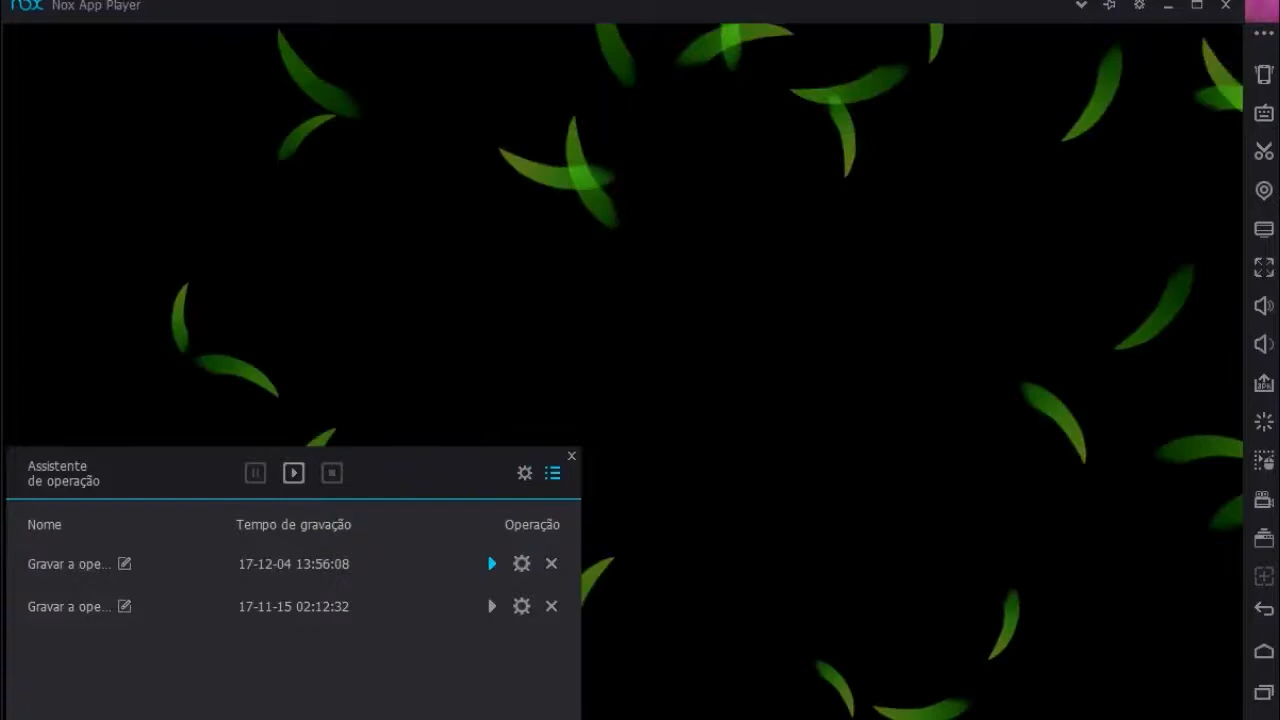 nox Nox App Player
Assistente
de operação
Nome Tempo de gravação Operação
Gravar a ope... 17-12-04 13:56:08
Gravar a ope... 17-11-15 02:12:32